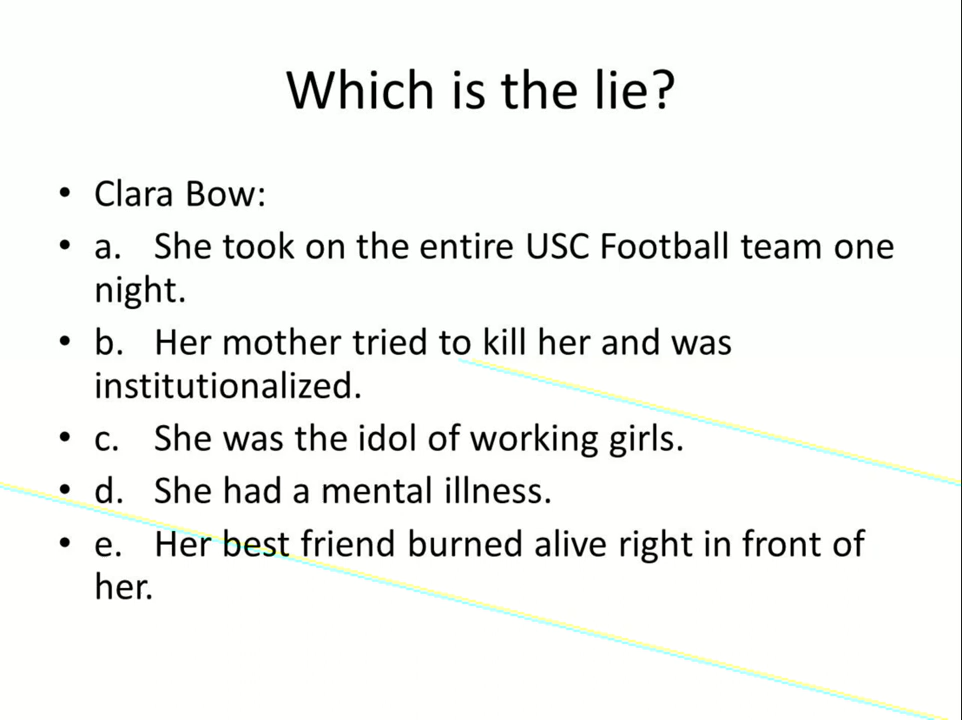 Which is the lie?
• Clara Bow:
• a. She took on the entire USC Football team one
night.
• b. Her mother tried to kill her and was
institutionalized.
• c. She was the idol of working girls.
• d. She had a mental illness.
• e. Her best friend burned alive right in front of
her.